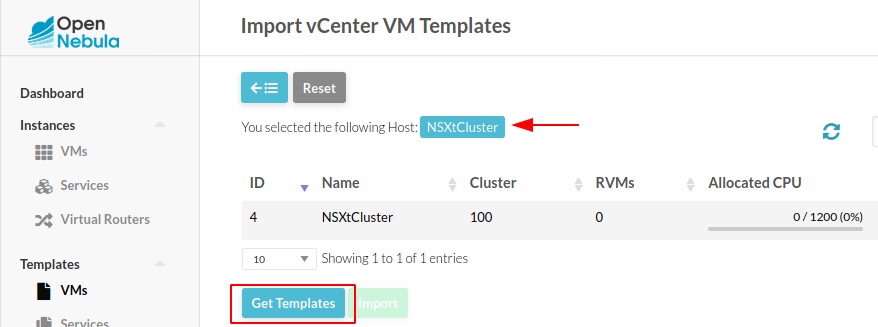 Open
Nebula
Import vCenter VM Templates
Dashboard
Instances
VMs
Services
Virtual Routers
Templates
VMs
Services
Reset
You selected the following Host: NSXtCluster
ID Name Cluster RVMs Allocated CPU
4 NSXtCluster 100 0 0 / 1200 (0%)
10 Showing 1 to 1 of 1 entries
Get Templates Import